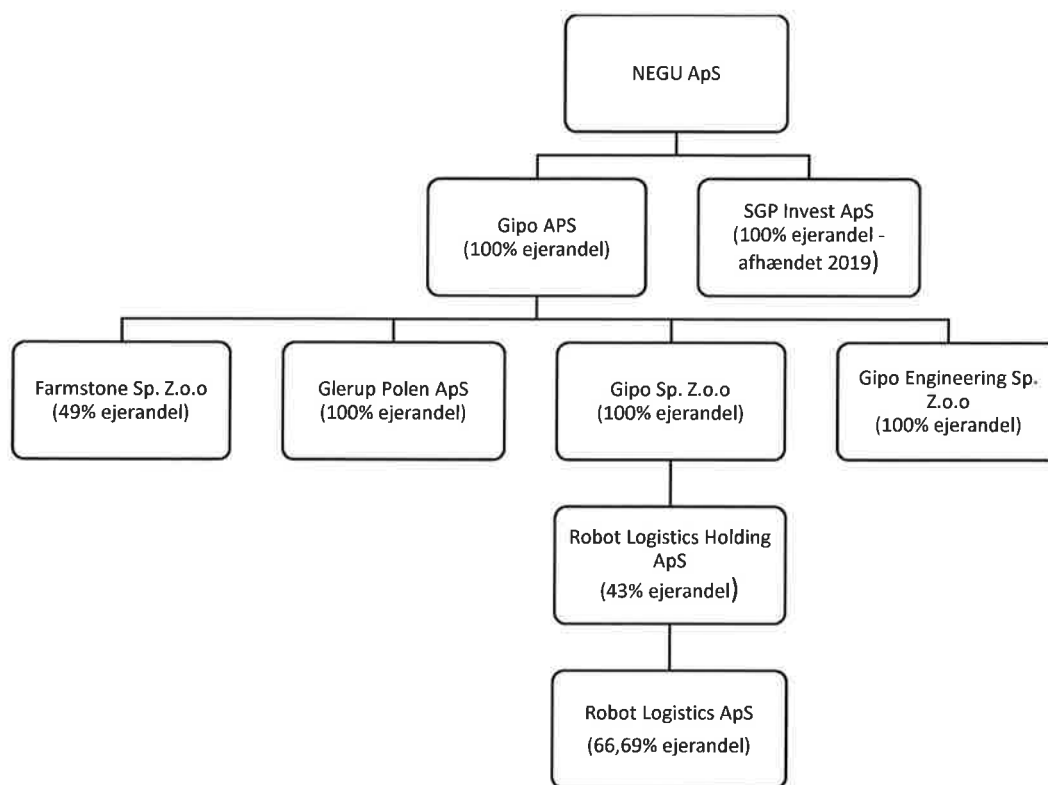 NEGU ApS
Gipo APS
(100% ejerandel)
SGP Invest ApS
(100% ejerandel -
afhændet 2019)
Farmstone Sp. Z.o.o
(49% ejerandel)
Glerup Polen ApS
(100% ejerandel)
Gipo Sp. Z.o.o
(100% ejerandel)
Gipo Engineering Sp.
Z.o.o
(100% ejerandel)
Robot Logistics Holding
ApS
(43% ejerandel)
Robot Logistics ApS
(66,69% ejerandel)